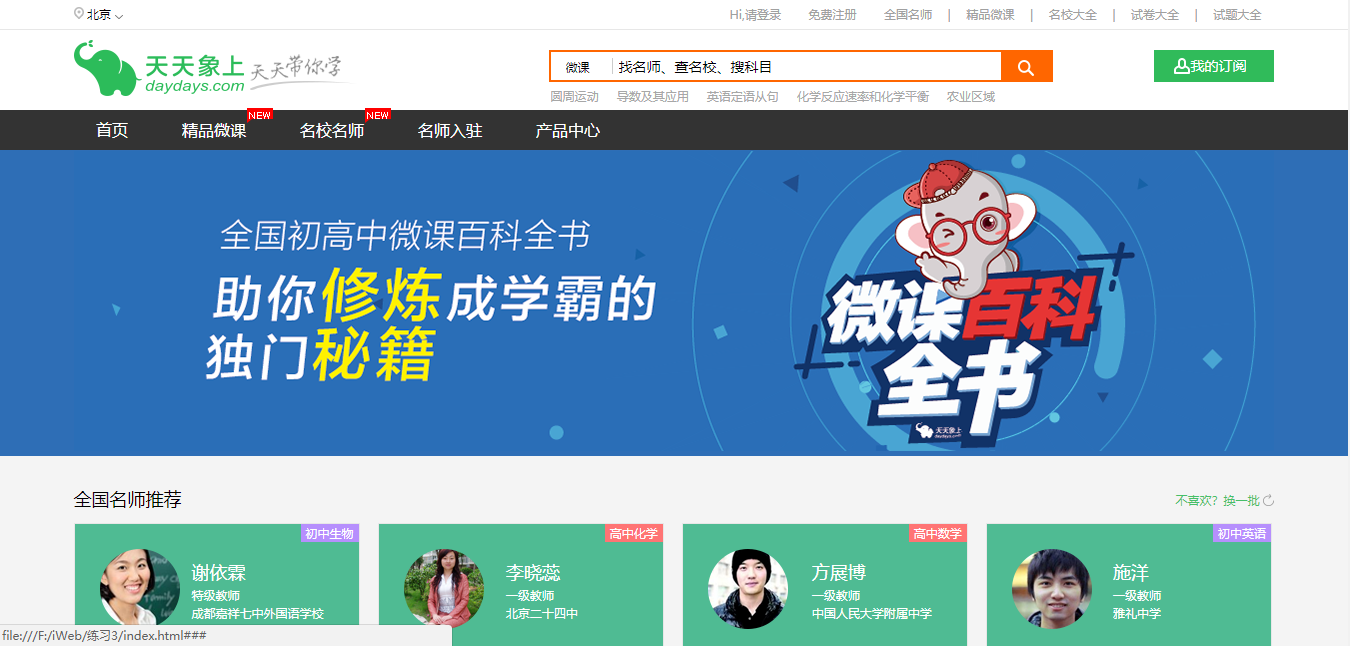 北京 Hi,请登录 免费注册 全国名师 | 精品微课 | 名校大全 | 试卷大全 | 试题大全
天天象上 天天带你学
daydays.com
微课 找名师、查名校、搜科目 我的订阅
圆周运动 导数及其应用 英语定语从句 化学反应速率和化学平衡 农业区域
首页 精品微课 NEW 名校名师 NEW 名师入驻 产品中心
全国初高中微课百科全书
助你修炼成学霸的
独门秘籍
微课百科
全书
天天象上
daydays.com
全国名师推荐 不喜欢？换一批
初中生物 高中化学 高中数学 初中英语
谢依霖 李晓蕊 方展博 施洋
特级教师 一级教师 一级教师 一级教师
成都嘉祥七中外国语学校 北京二十四中 中国人民大学附属中学 雅礼中学
file:///F:/iWeb/练习3/index.html###